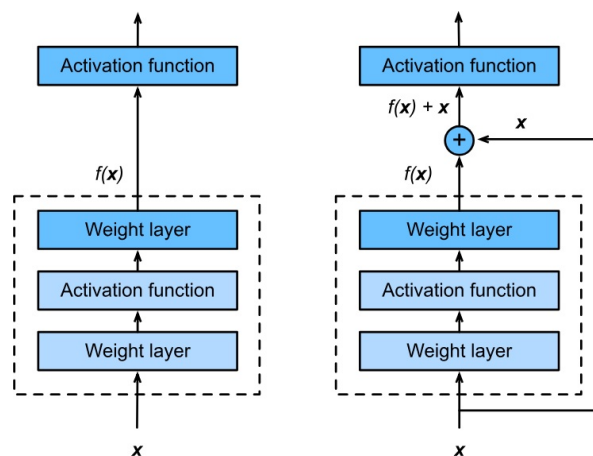 Activation function
f(x)
Weight layer
Activation function
Weight layer
x
Activation function
f(x) + x
x
+
f(x)
Weight layer
Activation function
Weight layer
x